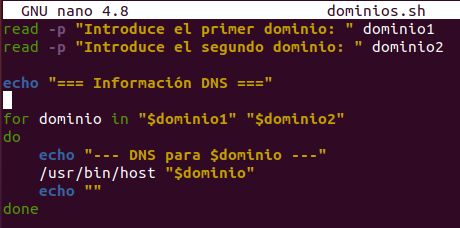 GNU nano 4.8 dominios.sh
read -p "Introduce el primer dominio: " dominio1
read -p "Introduce el segundo dominio: " dominio2
echo "=== Información DNS ==="
for dominio in "$dominio1" "$dominio2"
do
    echo "--- DNS para $dominio ---"
    /usr/bin/host "$dominio"
    echo ""
done